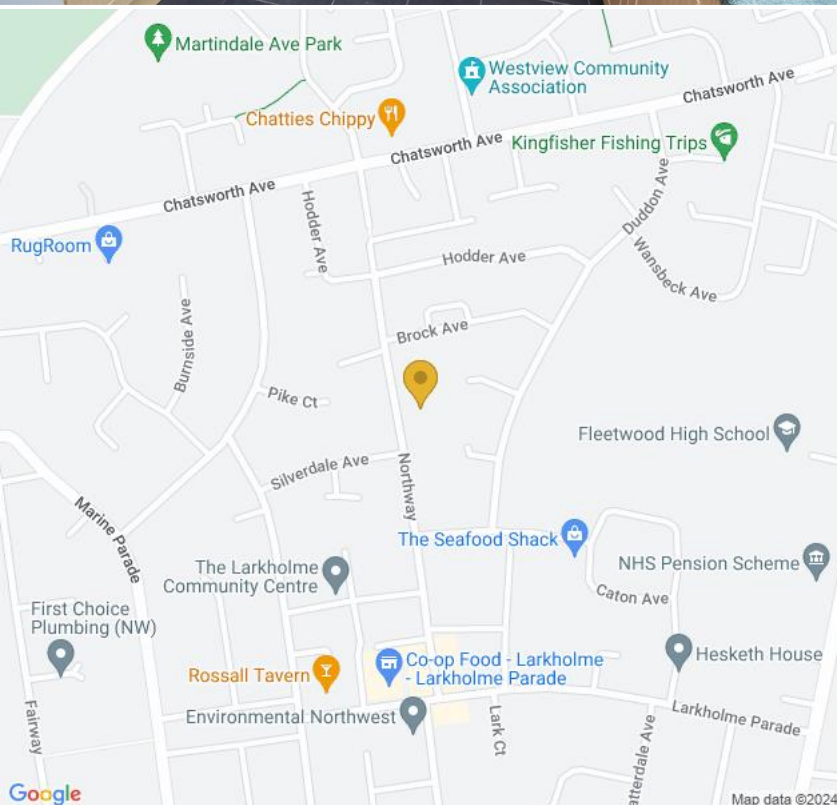 Martindale Ave Park
Westview Community
Association
Chatsworth Ave
Chatties Chippy
Chatsworth Ave
Kingfisher Fishing Trips
Chatsworth Ave
Hodder Ave
Duddon Ave
RugRoom
Hodder Ave
Wansbeck Ave
Burnside Ave
Brock Ave
Pike Ct
Fleetwood High School
Silverdale Ave
Northway
Marine Parade
The Seafood Shack
The Larkholme
Community Centre
NHS Pension Scheme
Caton Ave
First Choice
Plumbing (NW)
Rossall Tavern
Co-op Food - Larkholme
- Larkholme Parade
Hesketh House
Environmental Northwest
Fairway
Lark Ct
Larkholme Parade
atterdale Ave
Google
Map data ©2024